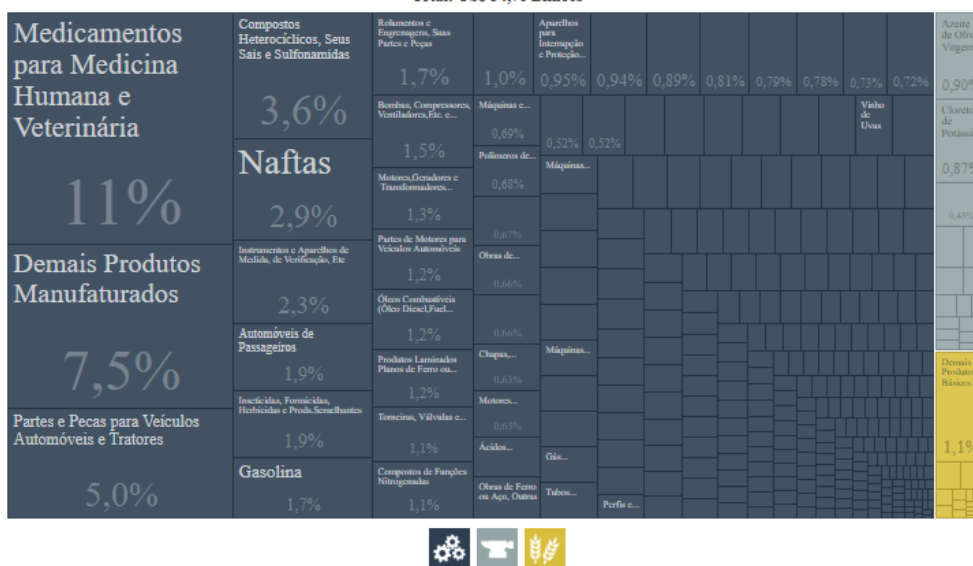 Medicamentos
para Medicina
Humana e
Veterinária
11%
Demais Produtos
Manufaturados
7,5%
Partes e Pecas para Veículos
Automóveis e Tratores
5,0%
Compostos
Heterocíclicos, Seus
Sais e Sulfonamidas
3,6%
Naftas
2,9%
Instrumentos e Aparelhos de
Medida, de Verificação, Etc
2,3%
Automóveis de
Passageiros
1,9%
Inseticidas, Formicidas,
Herbicidas e Prods.Semelhantes
1,9%
Gasolina
1,7%
Rolamentos e
Engrenagens, Suas
Partes e Peças
1,7%
Bombas, Compressores,
Ventiladores,Etc. e...
1,5%
Motores,Geradores e
Transformadores...
1,3%
Partes de Motores para
Veículos Automóveis
1,2%
Óleos Combustíveis
(Óleo Diesel,Fuel...
1,2%
Produtos Laminados
Planos de Ferro ou...
1,2%
Torneiras, Válvulas e...
1,1%
Compostos de Funções
Nitrogenadas
1,1%
1,0%
Máquinas e...
0,69%
Polímeros de...
0,68%
0,67%
Obras de...
0,66%
0,66%
Chapas,...
0,63%
Motores...
0,63%
Ácidos...
Obras de Ferro
ou Aço, Outras
Aparelhos
para
Interrupção
e Proteção...
0,95%
0,94%
0,89%
0,81%
0,79%
0,78%
0,73%
0,72%
0,52%
0,52%
Vinho
de
Uvas
Máquinas...
Máquinas...
Gás...
Tubos...
Perfis e...
Azeite
de Oliv
Virgem
0,90%
Cloreto
de
Potássi
0,87%
0,45%
Demais
Produtos
Básicos
1,1%